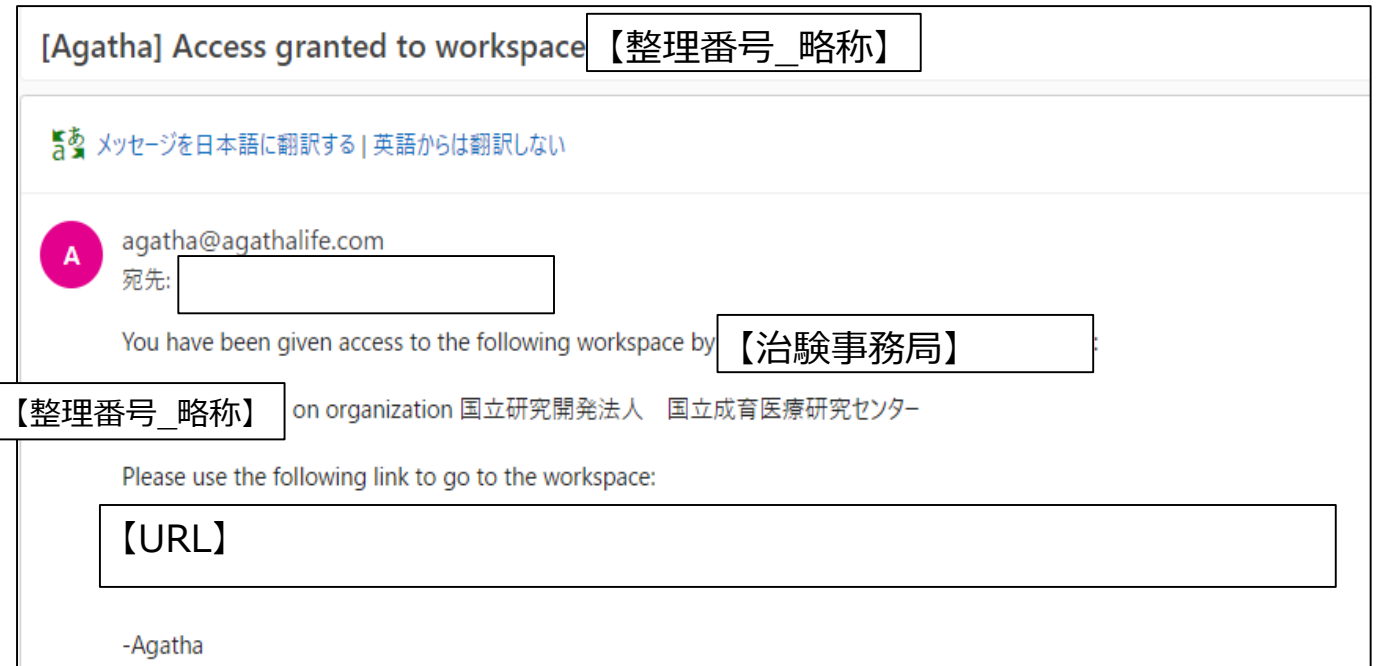 [Agatha] Access granted to workspace 【整理番号_略称】
メッセージを日本語に翻訳する | 英語からは翻訳しない
A
agatha@agathalife.com
宛先:
You have been given access to the following workspace by 【治験事務局】 :
【整理番号_略称】 on organization 国立研究開発法人　国立成育医療研究センター
Please use the following link to go to the workspace:
【URL】
-Agatha